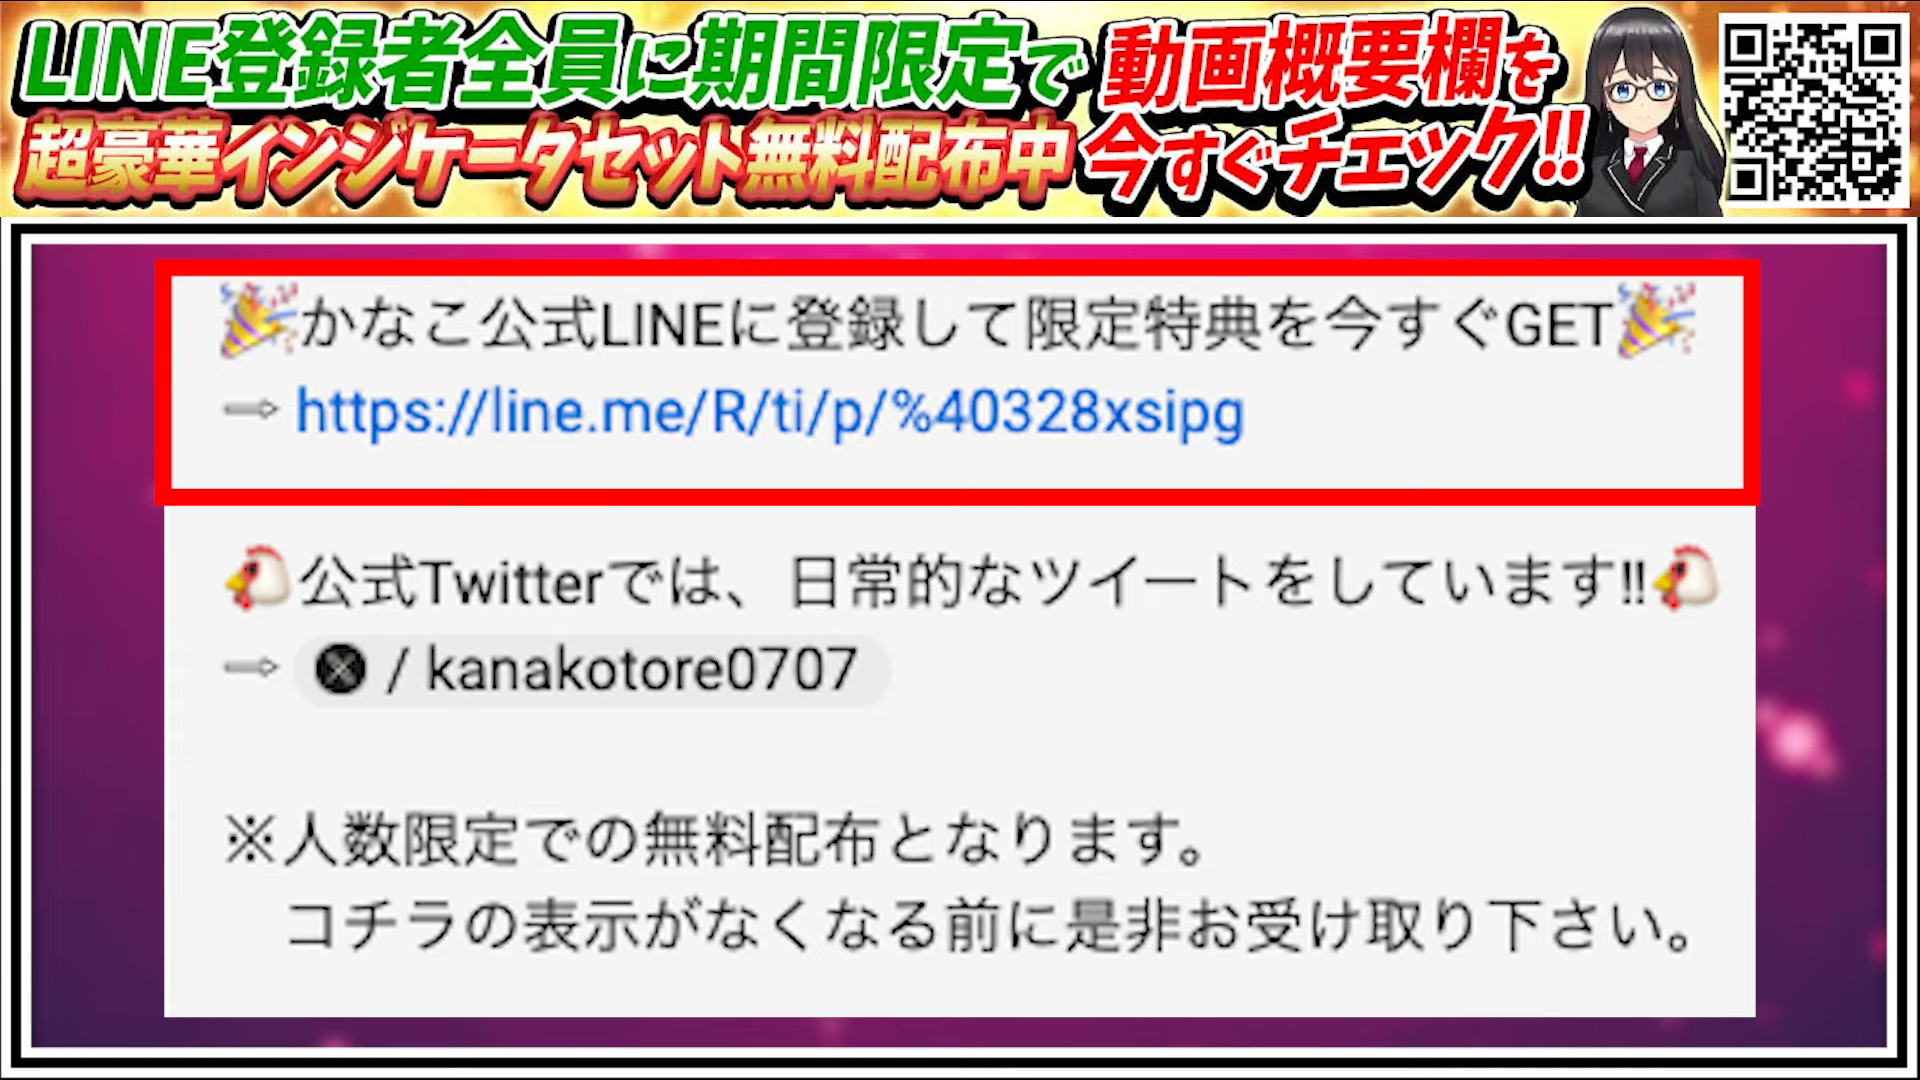 LINE登録者全員に期間限定で
超豪華インジケータセット無料配布中
動画概要欄を
今すぐチェック!!
🎉かなこ公式LINEに登録して限定特典を今すぐGET🎉
⇨ https://line.me/R/ti/p/%40328xsipg
🐔公式Twitterでは、日常的なツイートをしています‼🐔
⇨ / kanakotore0707
※人数限定での無料配布となります。
コチラの表示がなくなる前に是非お受け取り下さい。